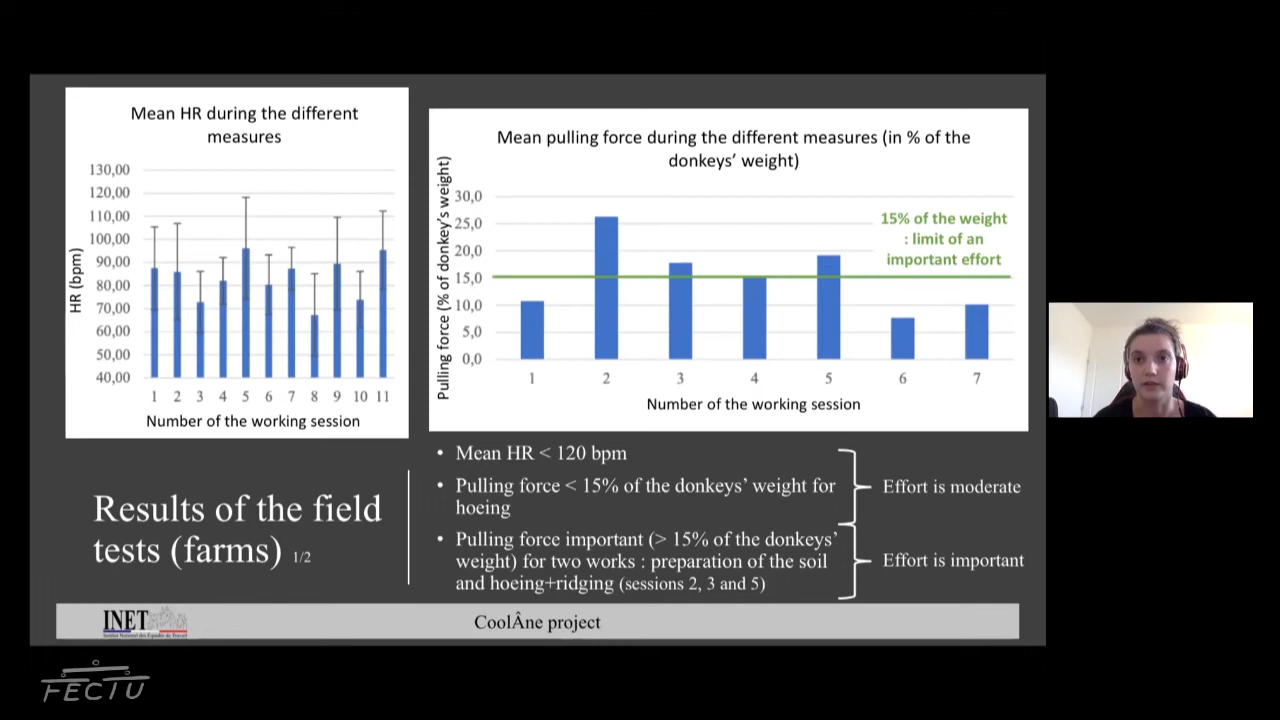 Mean HR during the different
measures
130,00
120,00
110,00
100,00
90,00
80,00
70,00
60,00
50,00
40,00
HR (bpm)
1 2 3 4 5 6 7 8 9 10 11
Number of the working session
Mean pulling force during the different measures (in % of the
donkeys' weight)
Pulling force (% of donkey's weight)
30,0
25,0
20,0
15,0
10,0
5,0
0,0
15% of the weight
: limit of an
important effort
1 2 3 4 5 6 7
Number of the working session
Results of the field
tests (farms) 1/2
• Mean HR < 120 bpm
• Pulling force < 15% of the donkeys' weight for
hoeing
• Pulling force important (> 15% of the donkeys'
weight) for two works : preparation of the soil
and hoeing+ridging (sessions 2, 3 and 5)
Effort is moderate
Effort is important
INET
Institut National des Equidés de Travail
CoolÂne project
FECTU